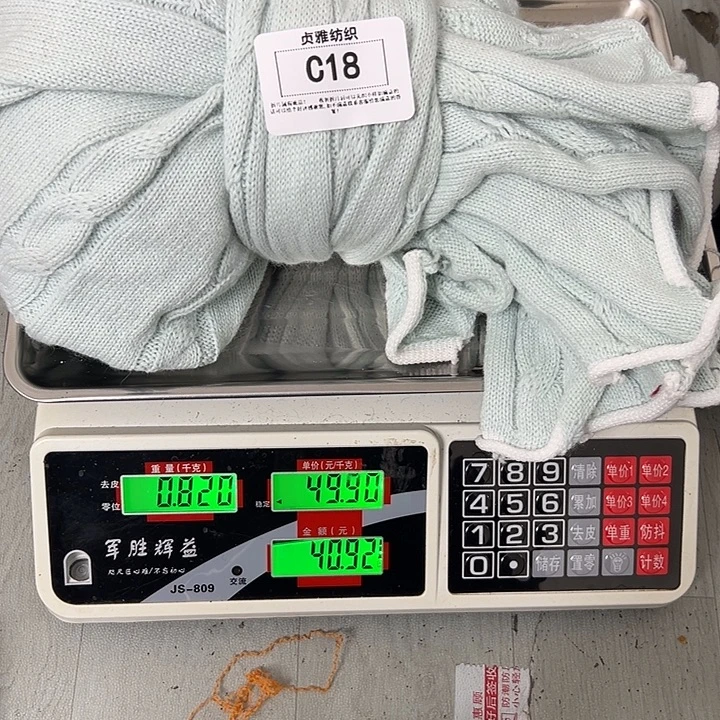 贞雅纺织
C18
重量(千克)
单价(元/千克)
去皮
零位
0.820
稳定
49.90
金额(元)
40.92
军胜辉益
JS-809
交流
7 8 9 清除 单价1 单价2
4 5 6 累加 单价3 单价4
1 2 3 去皮 单重 防抖
0 . 储存 置零 计数